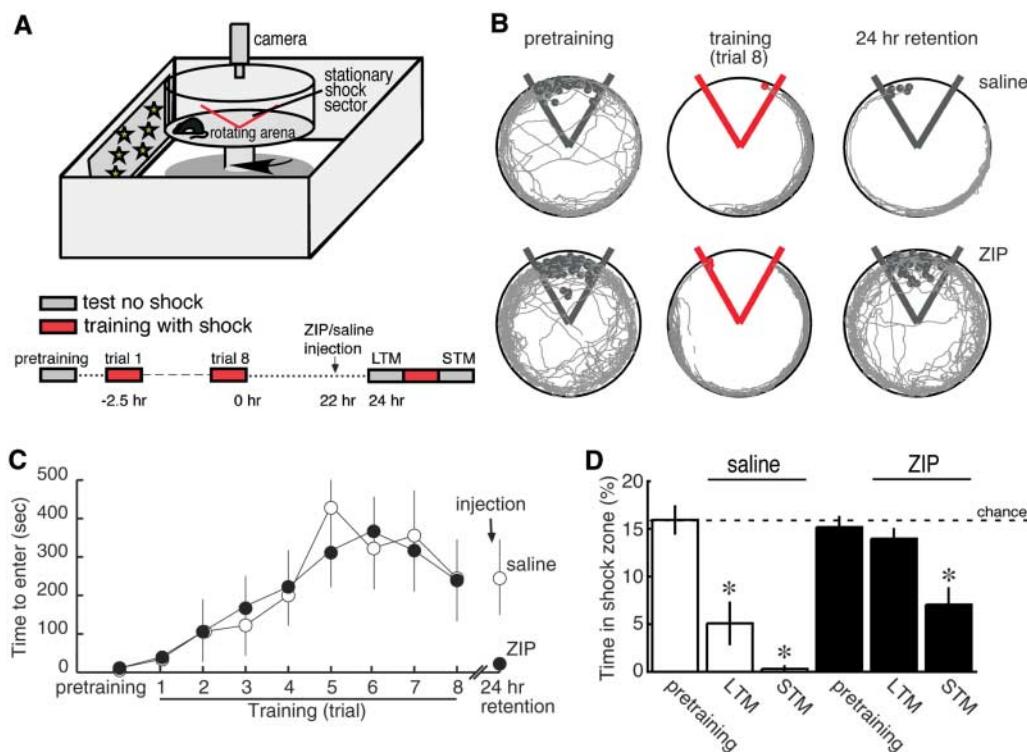 A
camera
stationary
shock
sector
rotating arena
test no shock
training with shock
ZIP/saline
injection
pretraining
trial 1
trial 8
LTM
STM
-2.5 hr
0 hr
22 hr
24 hr
B
pretraining
training
(trial 8)
24 hr retention
saline
ZIP
C
Time to enter (sec)
500
400
300
200
100
0
injection
saline
ZIP
pretraining
1 2 3 4 5 6 7 8
24 hr
retention
Training (trial)
D
saline
ZIP
Time in shock zone (%)
20
15
10
5
0
chance
*
*
*
pretraining
LTM
STM
pretraining
LTM
STM